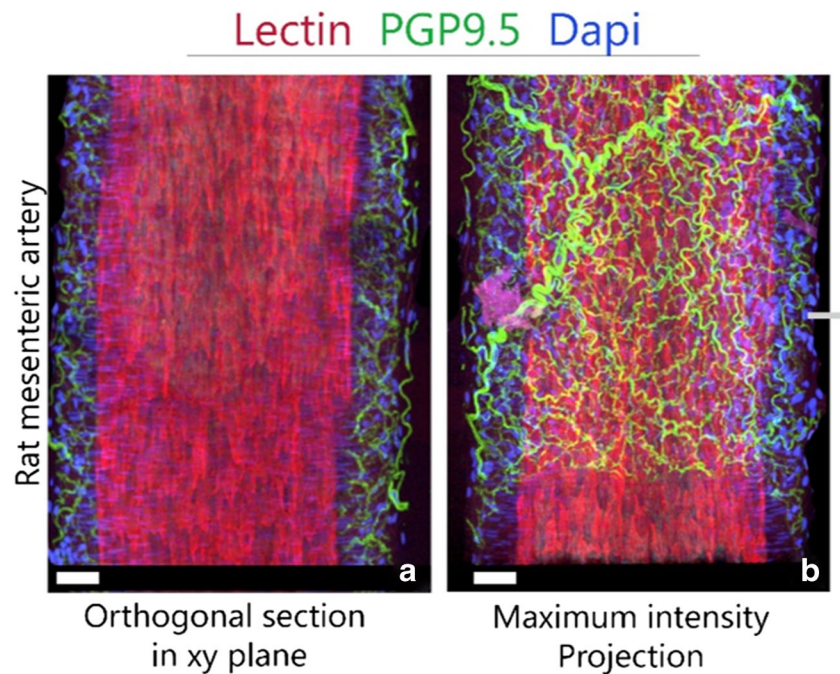 Lectin PGP9.5 Dapi
Rat mesenteric artery
a
b
Orthogonal section
in xy plane
Maximum intensity
Projection